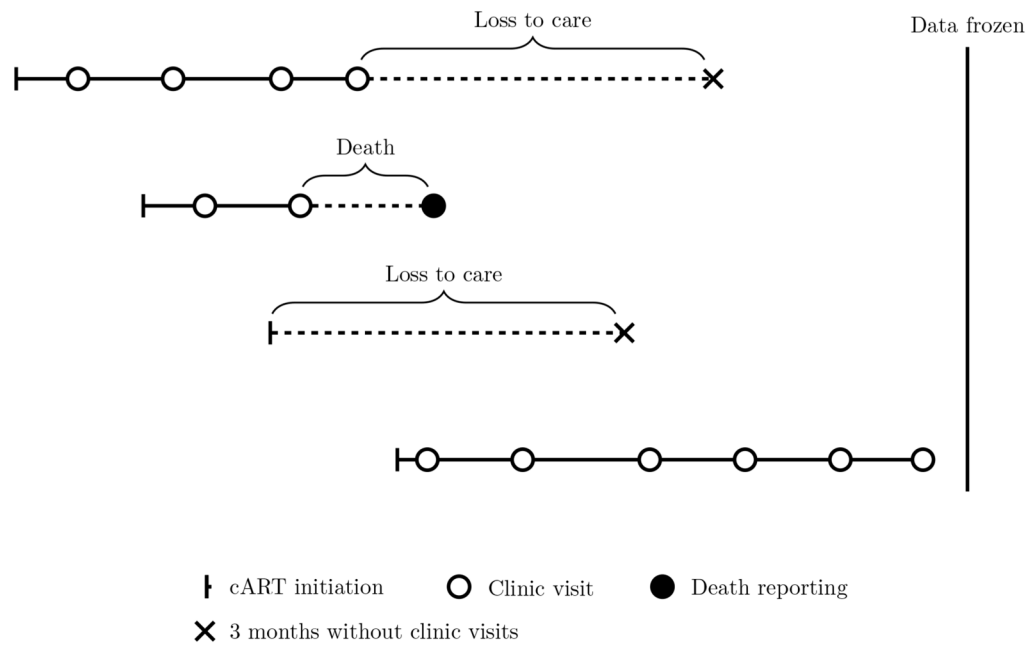 Loss to care
Data frozen
Death
Loss to care
cART initiation
Clinic visit
Death reporting
3 months without clinic visits